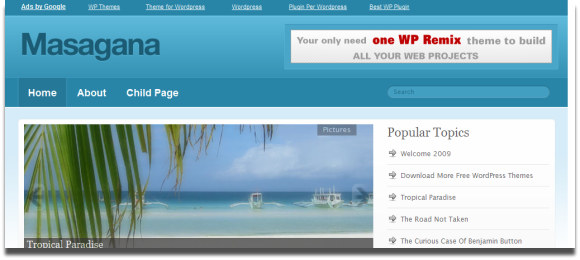 Ads by Google WP Themes Theme for Wordpress Wordpress Plugin Per Wordpress Best WP Plugin
Masagana
Your only need one WP Remix theme to build
ALL YOUR WEB PROJECTS
Home About Child Page
Search
Pictures
Tropical Paradise
Popular Topics
Welcome 2009
Download More Free WordPress Themes
Tropical Paradise
The Road Not Taken
The Curious Case Of Benjamin Button